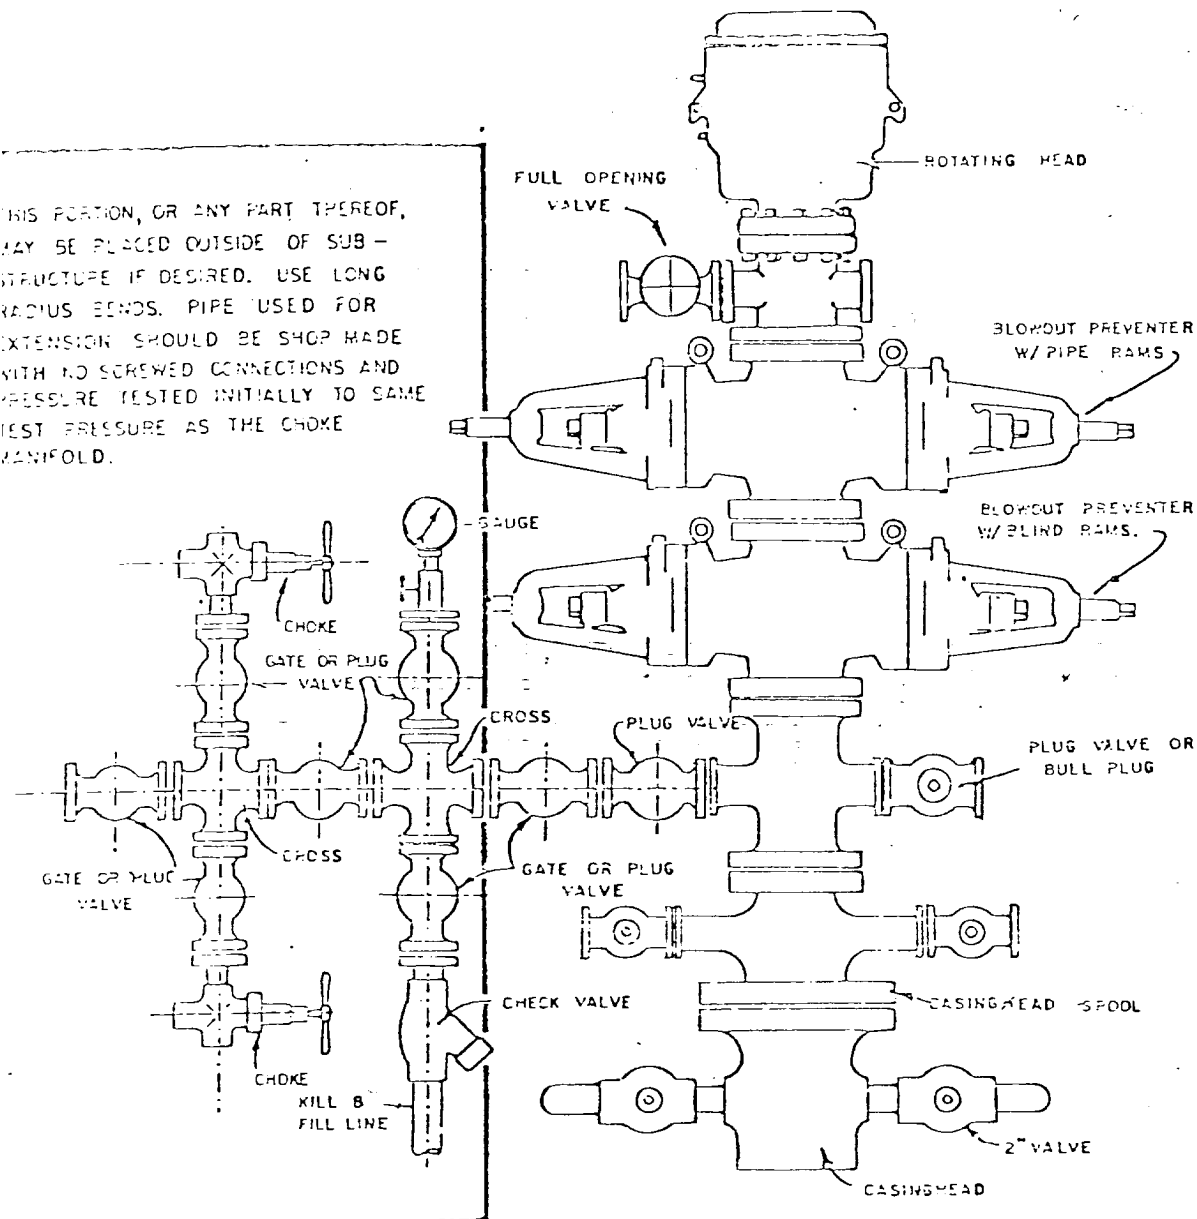 THIS PORTION, OR ANY PART THEREOF,
MAY BE PLACED OUTSIDE OF SUB-
STRUCTURE IF DESIRED. USE LONG
RADIUS BENDS. PIPE USED FOR
EXTENSION SHOULD BE SHOP MADE
WITH NO SCREWED CONNECTIONS AND
PRESSURE TESTED INITIALLY TO SAME
TEST PRESSURE AS THE CHOKE
MANIFOLD.
ROTATING HEAD
FULL OPENING
VALVE
BLOWOUT PREVENTER
W/PIPE RAMS
BLOWOUT PREVENTER
W/BLIND RAMS.
GAUGE
CHOKE
GATE OR PLUG
VALVE
CROSS
PLUG VALVE
PLUG VALVE OR
BULL PLUG
CROSS
GATE OR PLUG
VALVE
GATE OR PLUG
VALVE
CHECK VALVE
CASINGHEAD SPOOL
CHOKE
KILL &
FILL LINE
2" VALVE
CASINGHEAD